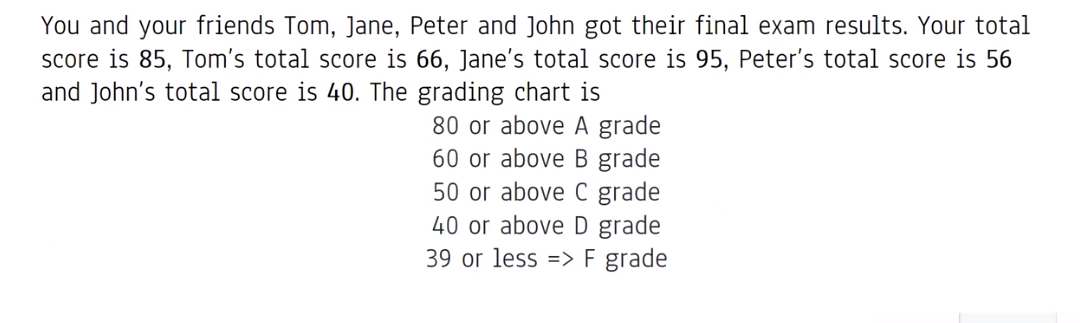 You and your friends Tom, Jane, Peter and John got their final exam results. Your total
score is 85, Tom's total score is 66, Jane's total score is 95, Peter's total score is 56
and John's total score is 40. The grading chart is
80 or above A grade
60 or above B grade
50 or above C grade
40 or above D grade
39 or less => F grade